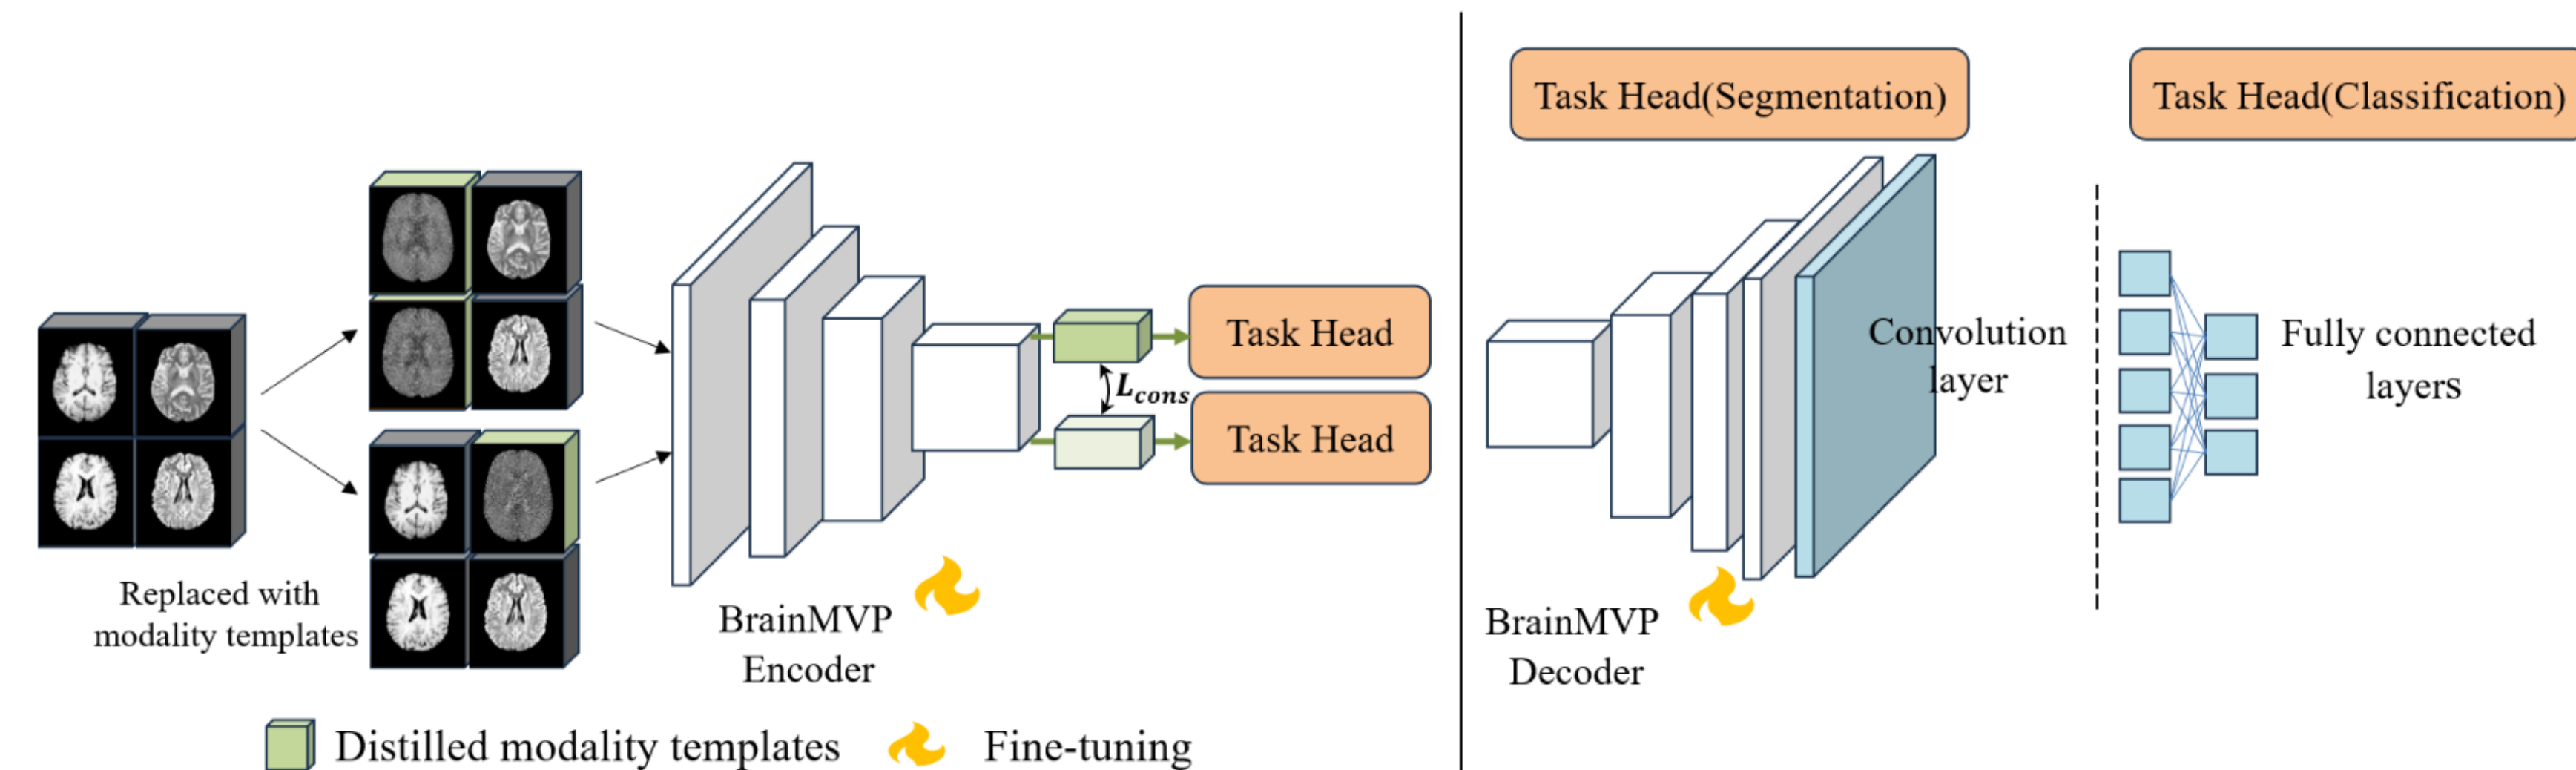 Replaced with
modality templates
BrainMVP
Encoder
L_cons
Task Head
Task Head
Distilled modality templates
Fine-tuning
Task Head(Segmentation)
Convolution
layer
BrainMVP
Decoder
Task Head(Classification)
Fully connected
layers